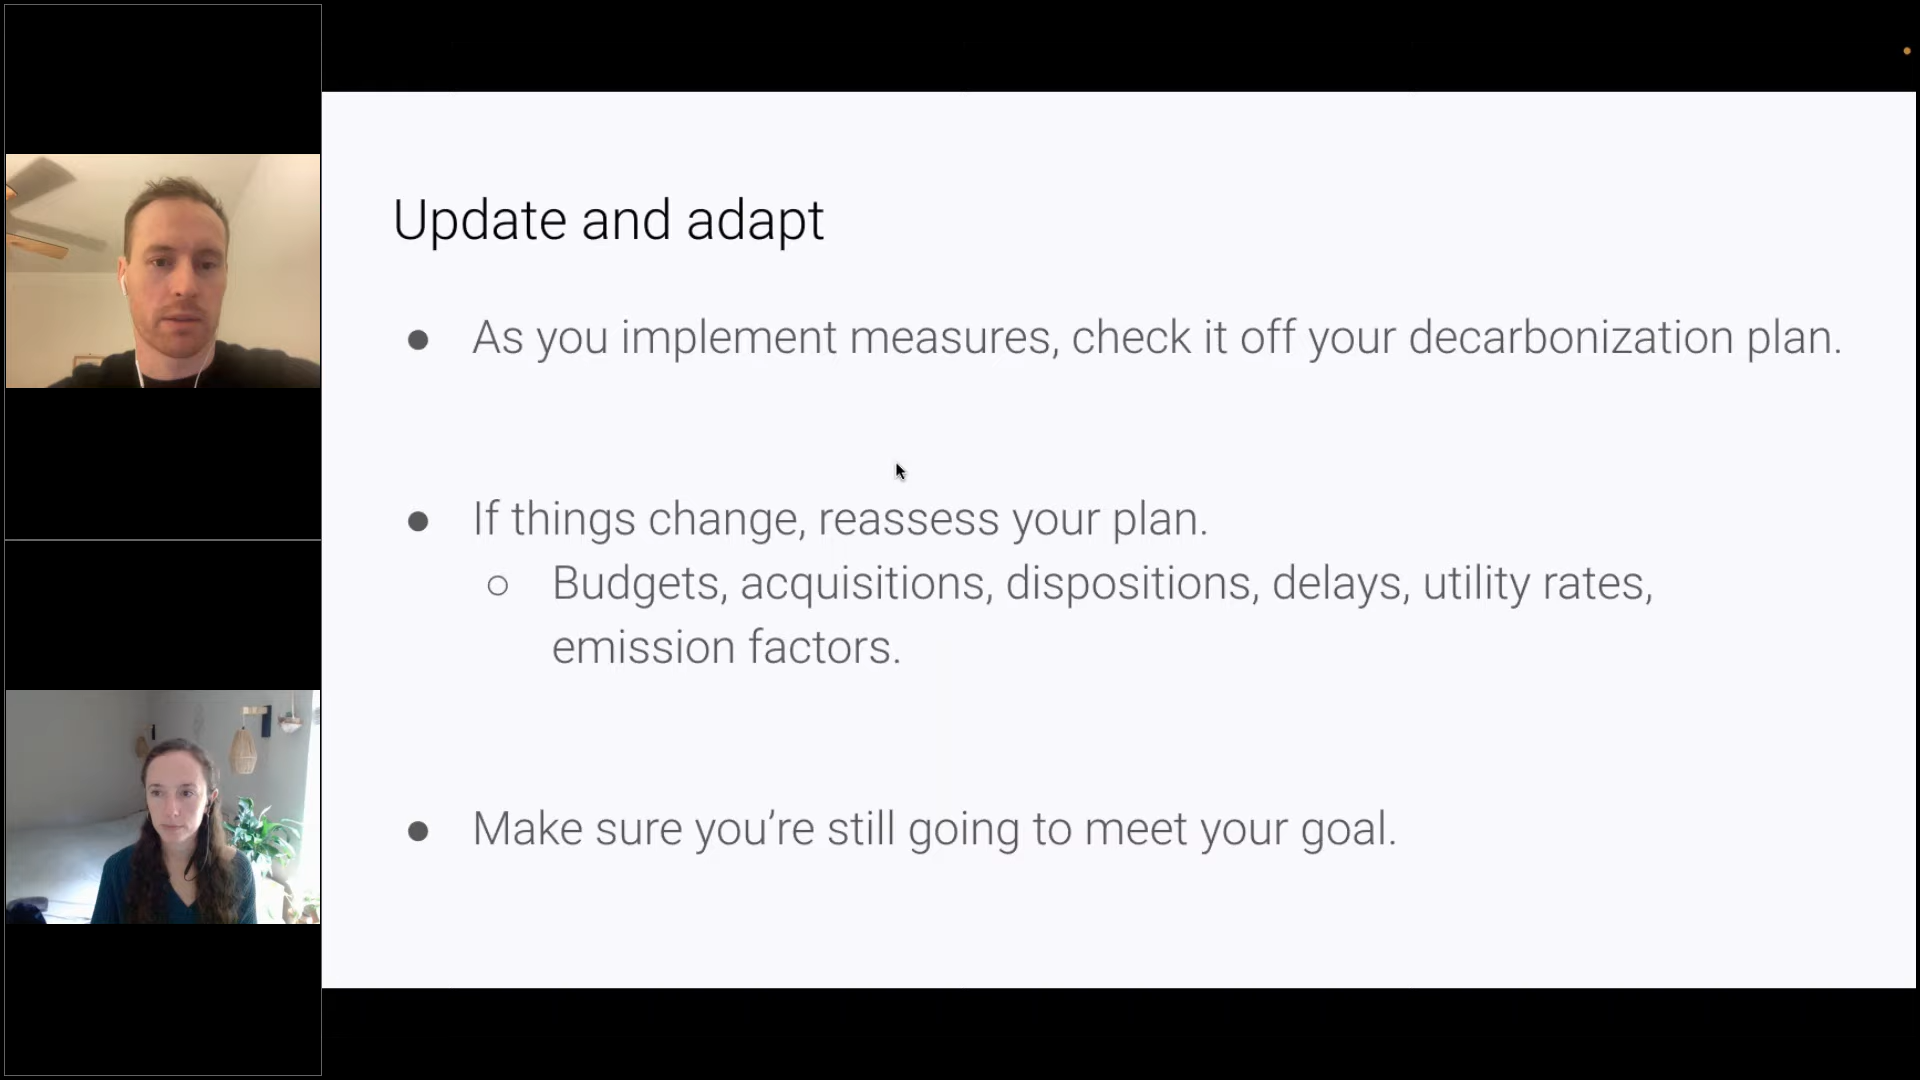 Update and adapt
● As you implement measures, check it off your decarbonization plan.
● If things change, reassess your plan.
○ Budgets, acquisitions, dispositions, delays, utility rates,
emission factors.
● Make sure you’re still going to meet your goal.